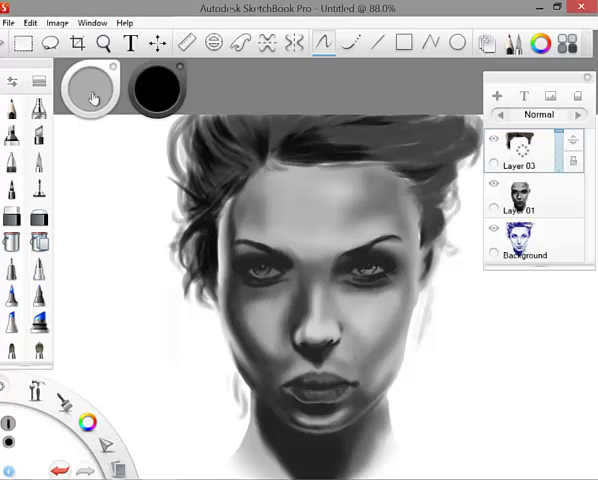 Autodesk SketchBook Pro - Untitled @ 88.0%
File Edit Image Window Help
T
T
Normal
Layer 03
Layer 01
Background